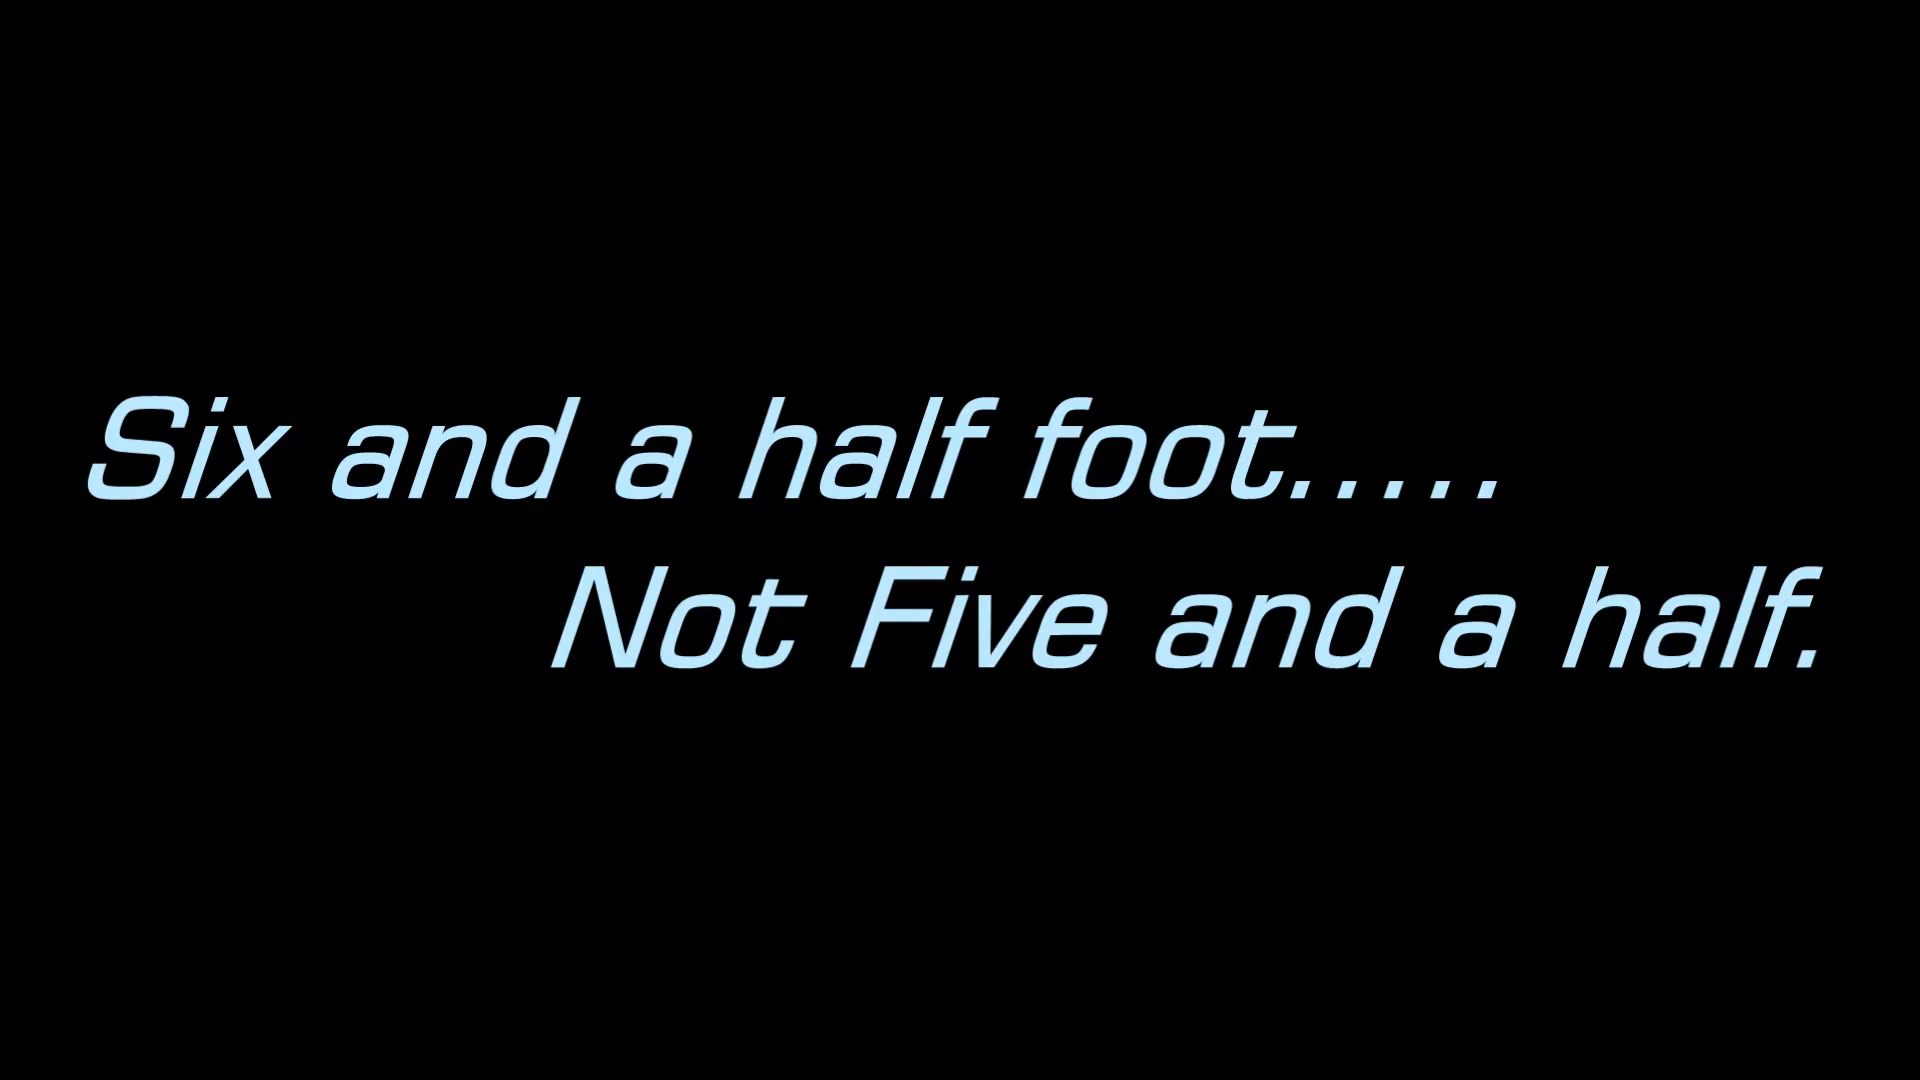 Six and a half foot.....
Not Five and a half.